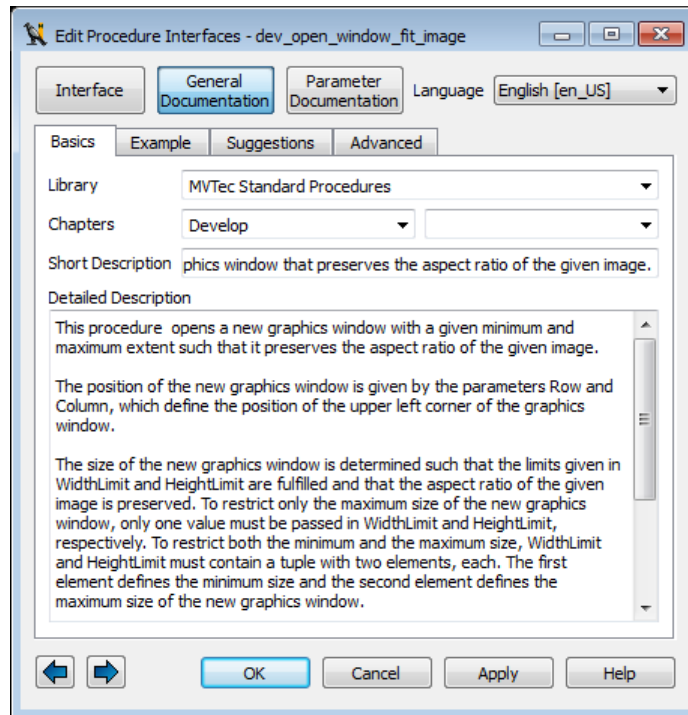 Edit Procedure Interfaces - dev_open_window_fit_image
Interface
General
Documentation
Parameter
Documentation
Language
English [en_US]
Basics
Example
Suggestions
Advanced
Library
MVTec Standard Procedures
Chapters
Develop
Short Description
phics window that preserves the aspect ratio of the given image.
Detailed Description
This procedure  opens a new graphics window with a given minimum and
maximum extent such that it preserves the aspect ratio of the given image.
The position of the new graphics window is given by the parameters Row and
Column, which define the position of the upper left corner of the graphics
window.
The size of the new graphics window is determined such that the limits given in
WidthLimit and HeightLimit are fulfilled and that the aspect ratio of the given
image is preserved. To restrict only the maximum size of the new graphics
window, only one value must be passed in WidthLimit and HeightLimit,
respectively. To restrict both the minimum and the maximum size, WidthLimit
and HeightLimit must contain a tuple with two elements, each. The first
element defines the minimum size and the second element defines the
maximum size of the new graphics window.
OK
Cancel
Apply
Help